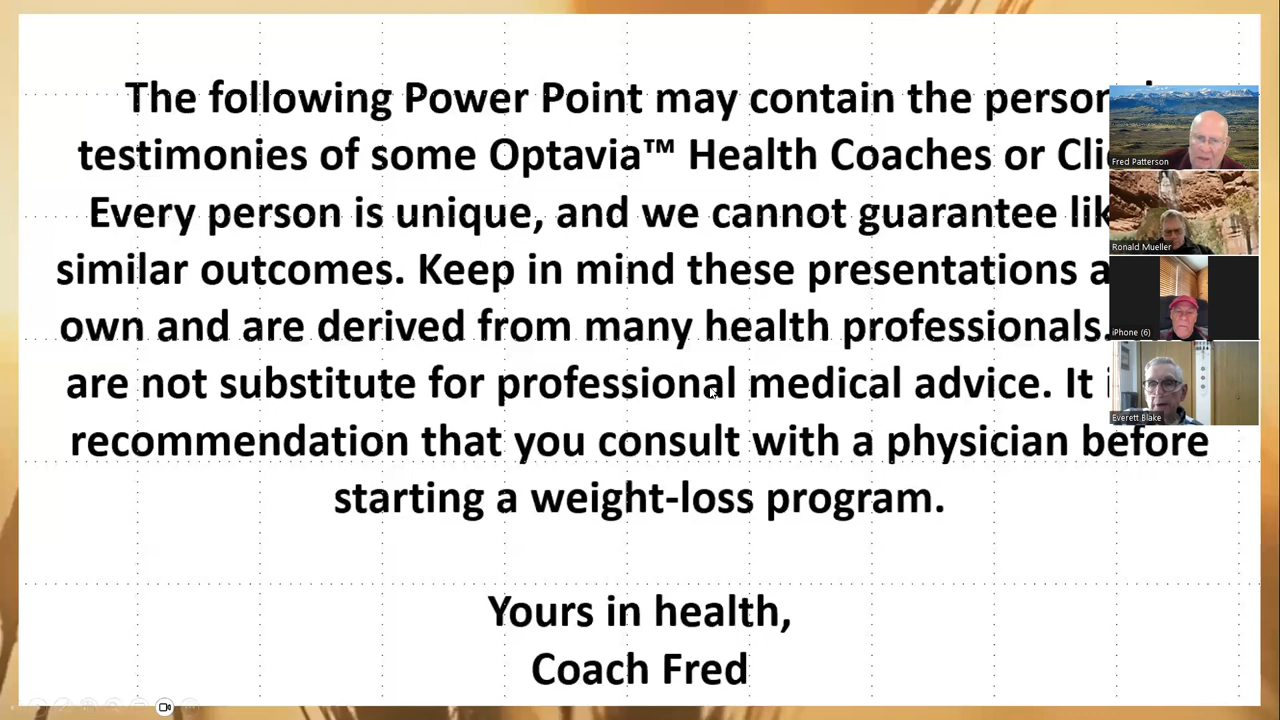 The following Power Point may contain the
testimonies of some Optavia™ Health Coaches or
Every person is unique, and we cannot guarantee
similar outcomes. Keep in mind these presentations
own and are derived from many health professionals.
are not substitute for professional medical advice. It
recommendation that you consult with a physician before
starting a weight-loss program.
Yours in health,
Coach Fred
Fred Patterson
Ronald Mueller
iPhone (6)
Everett Blake